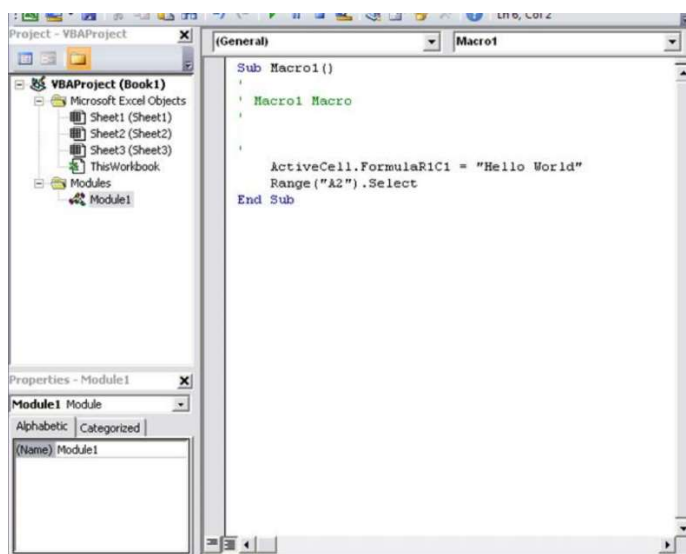 Ln 6, Col 2
Project - VBAProject
(General)
Macro1
VBAProject (Book1)
Microsoft Excel Objects
Sheet1 (Sheet1)
Sheet2 (Sheet2)
Sheet3 (Sheet3)
ThisWorkbook
Modules
Module1
Sub Macro1()
'
' Macro1 Macro
'
'
ActiveCell.FormulaR1C1 = "Hello World"
Range("A2").Select
End Sub
Properties - Module1
Module1 Module
Alphabetic Categorized
(Name) Module1